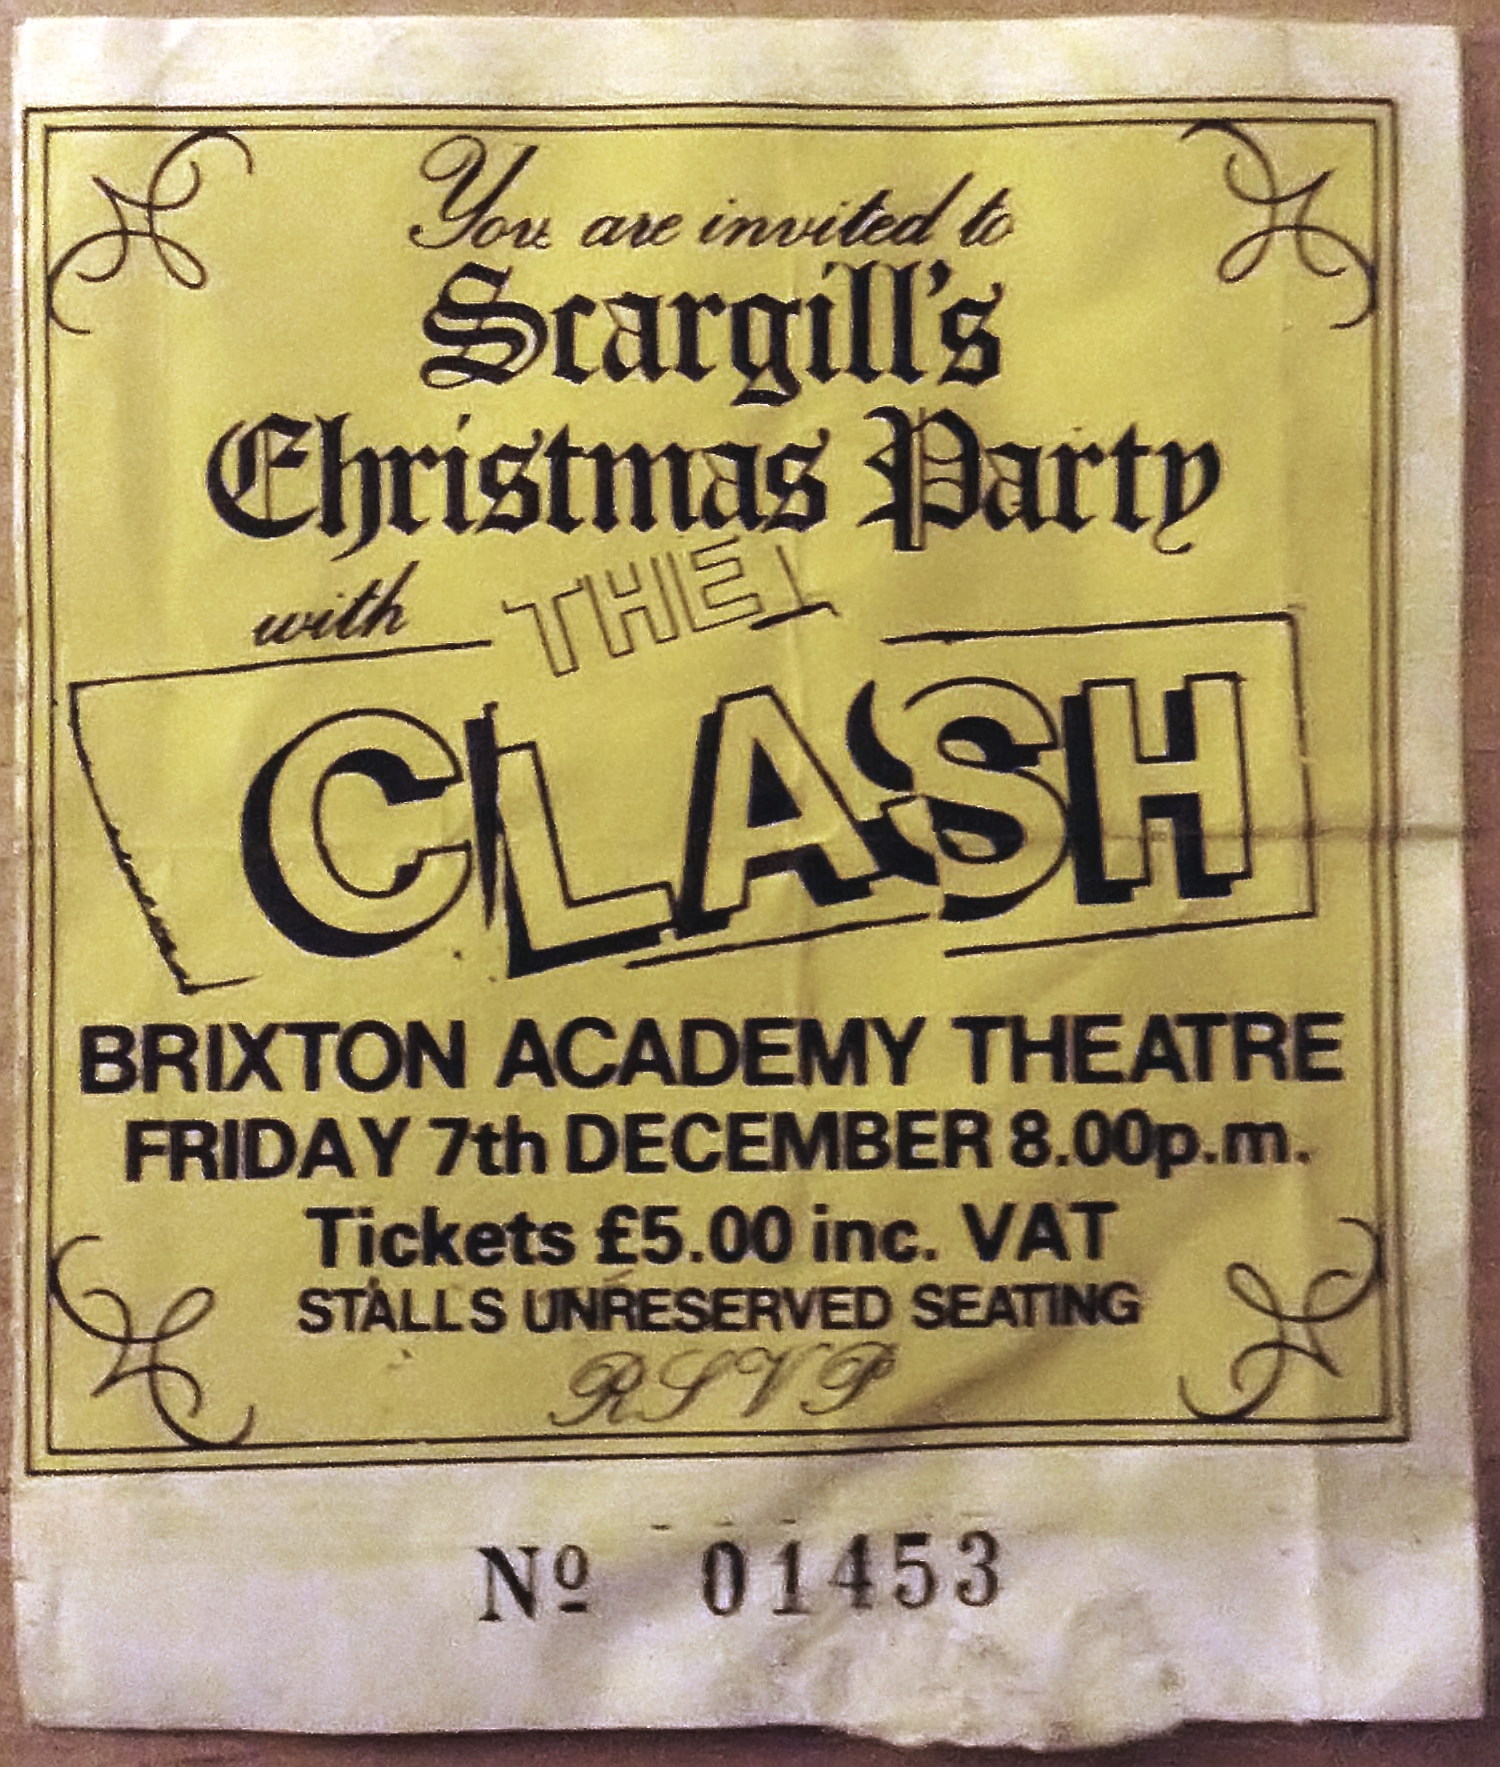 You are invited to
Scargill's
Christmas Party
with THE
CLASH
BRIXTON ACADEMY THEATRE
FRIDAY 7th DECEMBER 8.00p.m.
Tickets £5.00 inc. VAT
STALLS UNRESERVED SEATING
RSVP
Nº 01453